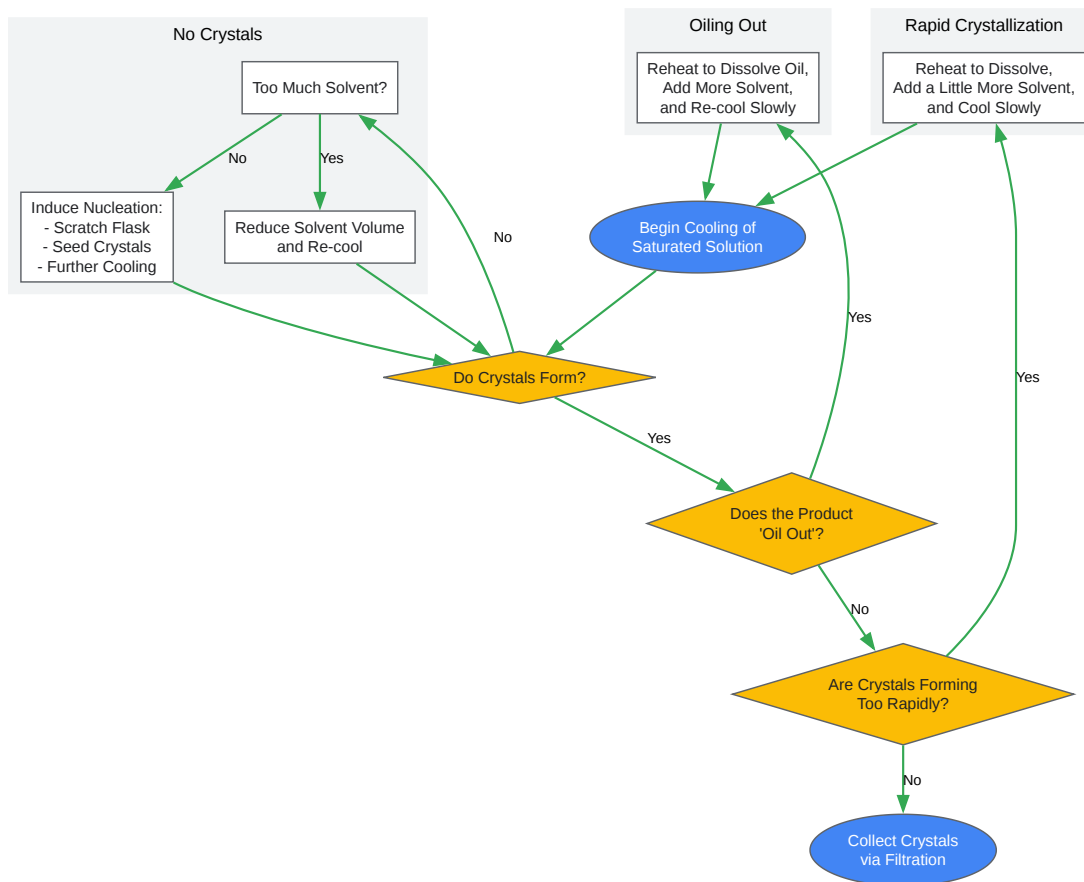 No Crystals
Too Much Solvent?
No
Yes
Induce Nucleation:
- Scratch Flask
- Seed Crystals
- Further Cooling
Reduce Solvent Volume
and Re-cool
Oiling Out
Reheat to Dissolve Oil,
Add More Solvent,
and Re-cool Slowly
Rapid Crystallization
Reheat to Dissolve,
Add a Little More Solvent,
and Cool Slowly
Begin Cooling of
Saturated Solution
No
Do Crystals Form?
Yes
Yes
Yes
Does the Product
'Oil Out'?
No
Are Crystals Forming
Too Rapidly?
No
Collect Crystals
via Filtration